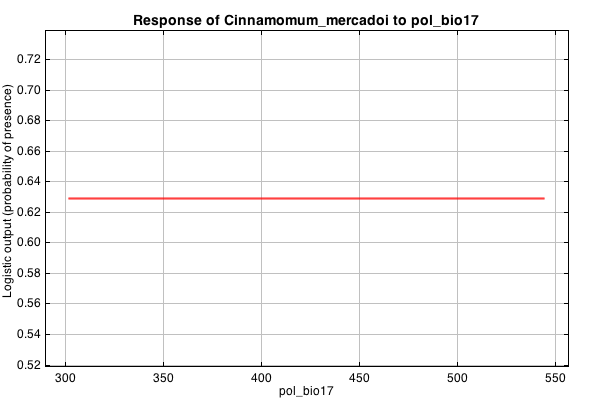 Response of Cinnamomum_mercadoi to pol_bio17
Logistic output (probability of presence)
0.72
0.70
0.68
0.66
0.64
0.62
0.60
0.58
0.56
0.54
0.52
300 350 400 450 500 550
pol_bio17